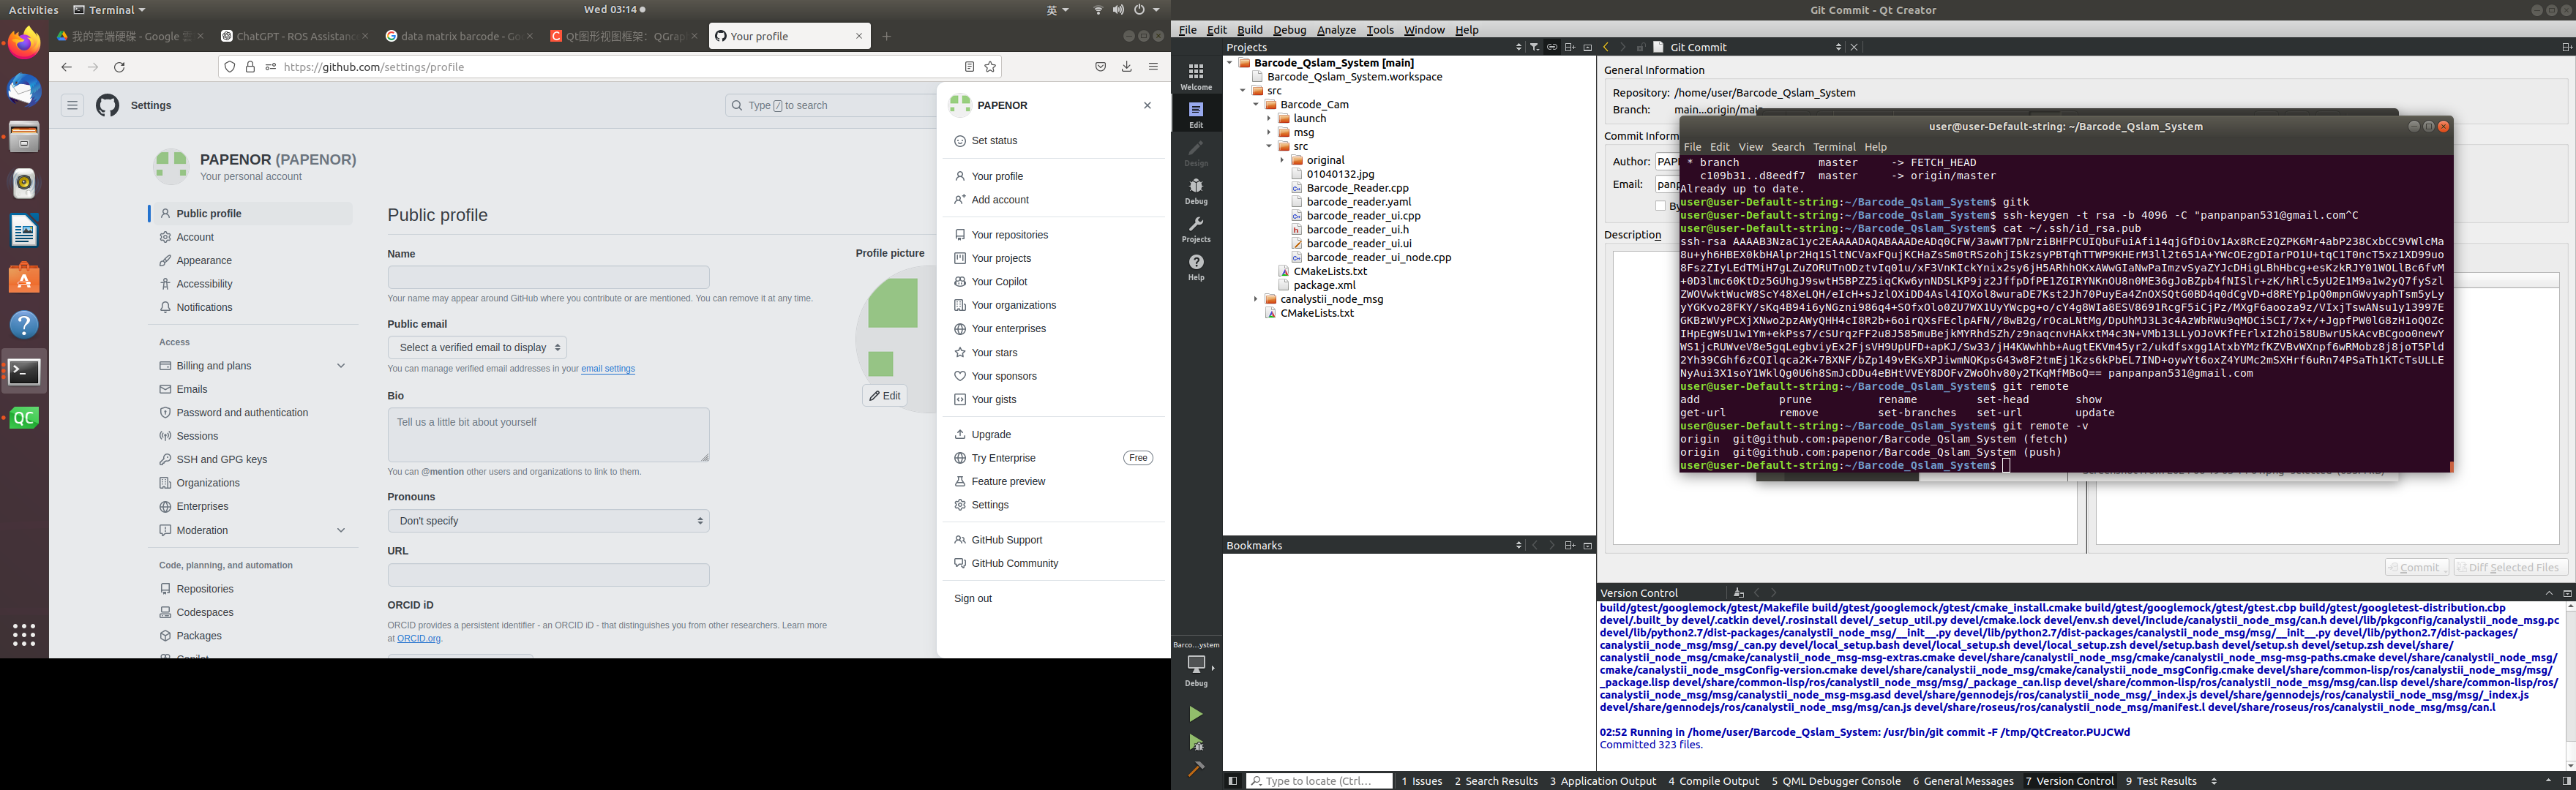 Activities
Terminal
Wed 03:14
英
我的雲端硬碟 - Google 雲
ChatGPT - ROS Assistanc
data matrix barcode - Go
Qt图形视图框架：QGrap
Your profile
https://github.com/settings/profile
Settings
Type / to search
PAPENOR
Set status
Your profile
Add account
Your repositories
Your projects
Your Copilot
Your organizations
Your enterprises
Your stars
Your sponsors
Your gists
Upgrade
Try Enterprise
Free
Feature preview
Settings
GitHub Support
GitHub Community
Sign out
PAPENOR (PAPENOR)
Your personal account
Public profile
Account
Appearance
Accessibility
Notifications
Access
Billing and plans
Emails
Password and authentication
Sessions
SSH and GPG keys
Organizations
Enterprises
Moderation
Code, planning, and automation
Repositories
Codespaces
Packages
Copilot
Public profile
Name
Your name may appear around GitHub where you contribute or are mentioned. You can remove it at any time.
Public email
Select a verified email to display
You can manage verified email addresses in your email settings
Bio
Tell us a little bit about yourself
You can @mention other users and organizations to link to them.
Pronouns
Don't specify
URL
ORCID iD
ORCID provides a persistent identifier - an ORCID iD - that distinguishes you from other researchers. Learn more
at ORCID.org.
Profile picture
Edit
Git Commit - Qt Creator
File Edit Build Debug Analyze Tools Window Help
Projects
Git Commit
Welcome
Edit
Design
Debug
Projects
Help
Barco...ystem
Debug
Barcode_Qslam_System [main]
Barcode_Qslam_System.workspace
src
Barcode_Cam
launch
msg
src
original
01040132.jpg
Barcode_Reader.cpp
barcode_reader.yaml
barcode_reader_ui.cpp
barcode_reader_ui.h
barcode_reader_ui.ui
barcode_reader_ui_node.cpp
CMakeLists.txt
package.xml
canalystii_node_msg
CMakeLists.txt
Bookmarks
General Information
Repository: /home/user/Barcode_Qslam_System
Branch: main...origin/main
Commit Inform
Author: PAP
Email: panp
By
Description
user@user-Default-string: ~/Barcode_Qslam_System
File Edit View Search Terminal Help
* branch master -> FETCH_HEAD
c109b31..d8eedf7 master -> origin/master
Already up to date.
user@user-Default-string:~/Barcode_Qslam_System$ gitk
user@user-Default-string:~/Barcode_Qslam_System$ ssh-keygen -t rsa -b 4096 -C "panpanpan531@gmail.com^C
user@user-Default-string:~/Barcode_Qslam_System$ cat ~/.ssh/id_rsa.pub
ssh-rsa
panpanpan531@gmail.com
user@user-Default-string:~/Barcode_Qslam_System$ git remote
add prune rename set-head show
get-url remove set-branches set-url update
user@user-Default-string:~/Barcode_Qslam_System$ git remote -v
origin git@github.com:papenor/Barcode_Qslam_System (fetch)
origin git@github.com:papenor/Barcode_Qslam_System (push)
user@user-Default-string:~/Barcode_Qslam_System$
Commit
Diff Selected Files
Version Control
build/gtest/googlemock/gtest/Makefile build/gtest/googlemock/gtest/cmake_install.cmake build/gtest/googlemock/gtest/gtest.cbp build/gtest/googletest-distribution.cbp
devel/.built_by devel/.catkin devel/.rosinstall devel/_setup_util.py devel/cmake.lock devel/env.sh devel/include/canalystii_node_msg/can.h devel/lib/pkgconfig/canalystii_node_msg.pc
devel/lib/python2.7/dist-packages/canalystii_node_msg/__init__.py devel/lib/python2.7/dist-packages/canalystii_node_msg/msg/__init__.py devel/lib/python2.7/dist-packages/
canalystii_node_msg/msg/_can.py devel/local_setup.bash devel/local_setup.sh devel/local_setup.zsh devel/setup.bash devel/setup.sh devel/setup.zsh devel/share/
canalystii_node_msg/cmake/canalystii_node_msg-msg-extras.cmake devel/share/canalystii_node_msg/cmake/canalystii_node_msg-msg-paths.cmake devel/share/canalystii_node_msg/
cmake/canalystii_node_msgConfig-version.cmake devel/share/canalystii_node_msg/cmake/canalystii_node_msgConfig.cmake devel/share/common-lisp/ros/canalystii_node_msg/msg/
_package.lisp devel/share/common-lisp/ros/canalystii_node_msg/msg/_package_can.lisp devel/share/common-lisp/ros/canalystii_node_msg/msg/can.lisp devel/share/common-lisp/ros/
canalystii_node_msg/msg/canalystii_node_msg-msg.asd devel/share/gennodejs/ros/canalystii_node_msg/_index.js devel/share/gennodejs/ros/canalystii_node_msg/msg/_index.js
devel/share/gennodejs/ros/canalystii_node_msg/msg/can.js devel/share/roseus/ros/canalystii_node_msg/manifest.l devel/share/roseus/ros/canalystii_node_msg/msg/can.l
02:52 Running in /home/user/Barcode_Qslam_System: /usr/bin/git commit -F /tmp/QtCreator.PUJCWd
Committed 323 files.
Type to locate (Ctrl...
1 Issues
2 Search Results
3 Application Output
4 Compile Output
5 QML Debugger Console
6 General Messages
7 Version Control
9 Test Results